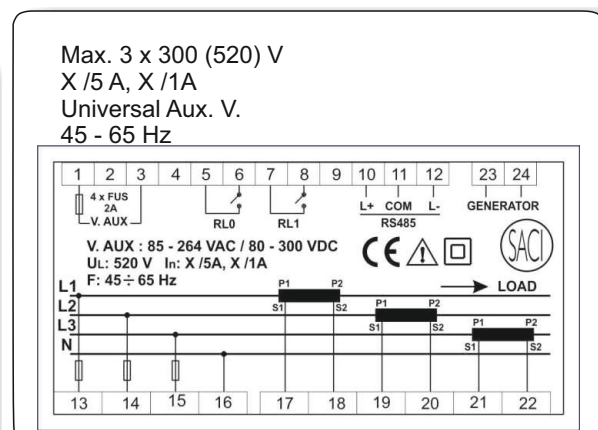 Max. 3 x 300 (520) V
X /5 A, X /1A
Universal Aux. V.
45 - 65 Hz
1 2 3 4 5 6 7 8 9 10 11 12 23 24
4 x FUS
2A
V. AUX
RL0
RL1
L+ COM L-
RS485
GENERATOR
V. AUX : 85 - 264 VAC / 80 - 300 VDC
UL: 520 V In: X /5A, X /1A
F: 45÷ 65 Hz
CE
SACI
LOAD
L1
P1 P2
S1 S2
L2
P1 P2
S1 S2
L3
P1 P2
S1 S2
N
13 14 15 16 17 18 19 20 21 22